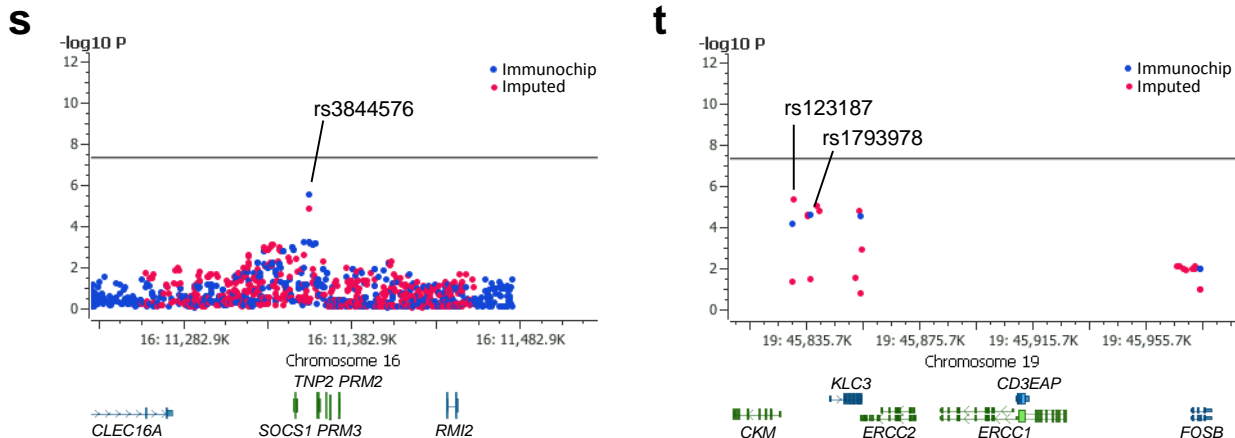 s
-log10 P
12
10
8
6
4
2
0
Immunochip
Imputed
rs3844576
16: 11,282.9K
16: 11,382.9K
16: 11,482.9K
Chromosome 16
TNP2 PRM2
CLEC16A
SOCS1 PRM3
RMI2
t
-log10 P
12
10
8
6
4
2
0
Immunochip
Imputed
rs123187
rs1793978
19: 45,835.7K
19: 45,875.7K
19: 45,915.7K
19: 45,955.7K
Chromosome 19
KLC3
CD3EAP
CKM
ERCC2
ERCC1
FOSB